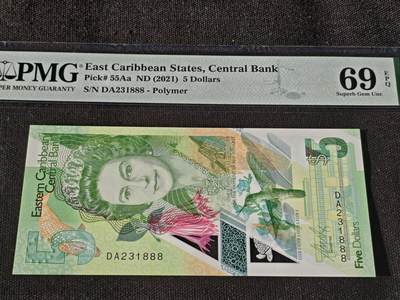 PMG East Caribbean States, Central Bank
Pick# 55Aa ND (2021) 5 Dollars
PER MONEY GUARANTY
S/N DA231888 - Polymer
69 EPQ
Superb Gem Unc
Eastern Caribbean
Central Bank
5
DA231888
DA231888
Five Dollars